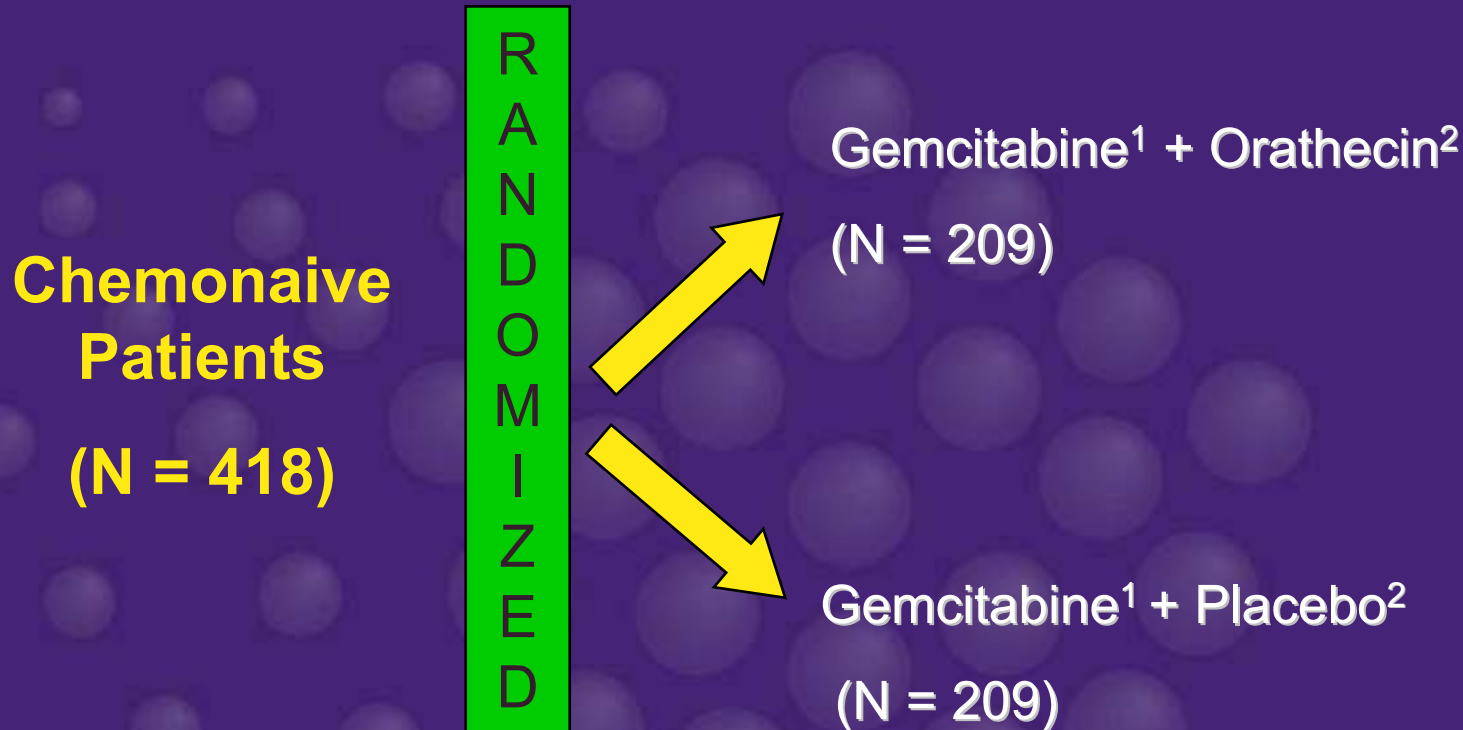 Chemonaive
Patients
(N = 418)
R
A
N
D
O
M
I
Z
E
D
Gemcitabine¹ + Orathecin²
(N = 209)
Gemcitabine¹ + Placebo²
(N = 209)